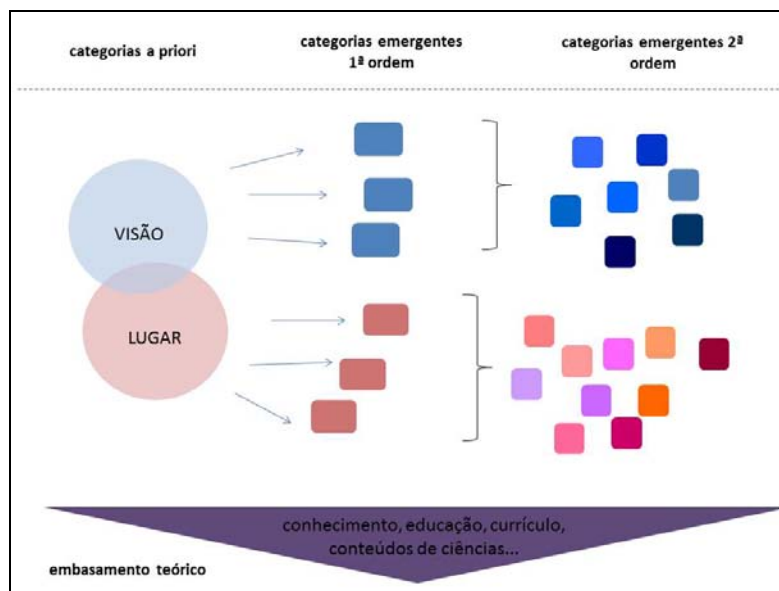 categorias a priori
categorias emergentes
1ª ordem
categorias emergentes 2ª
ordem
VISÃO
LUGAR
conhecimento, educação, currículo,
conteúdos de ciências...
embasamento teórico